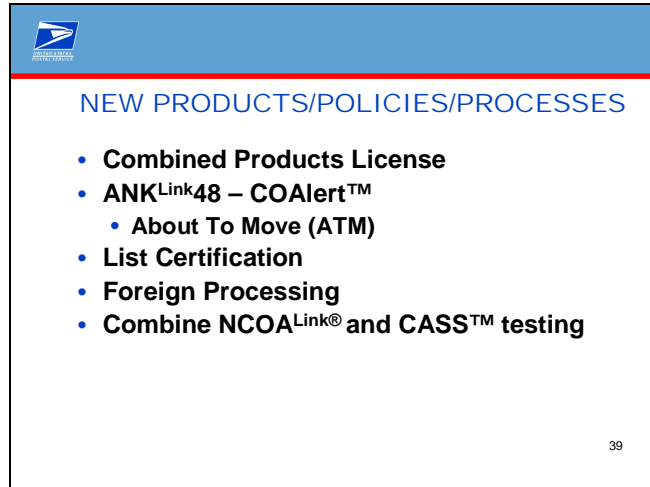 UNITED STATES
POSTAL SERVICE
NEW PRODUCTS/POLICIES/PROCESSES
• Combined Products License
• ANKLink48 – COAlert™
• About To Move (ATM)
• List Certification
• Foreign Processing
• Combine NCOALink® and CASS™ testing
39